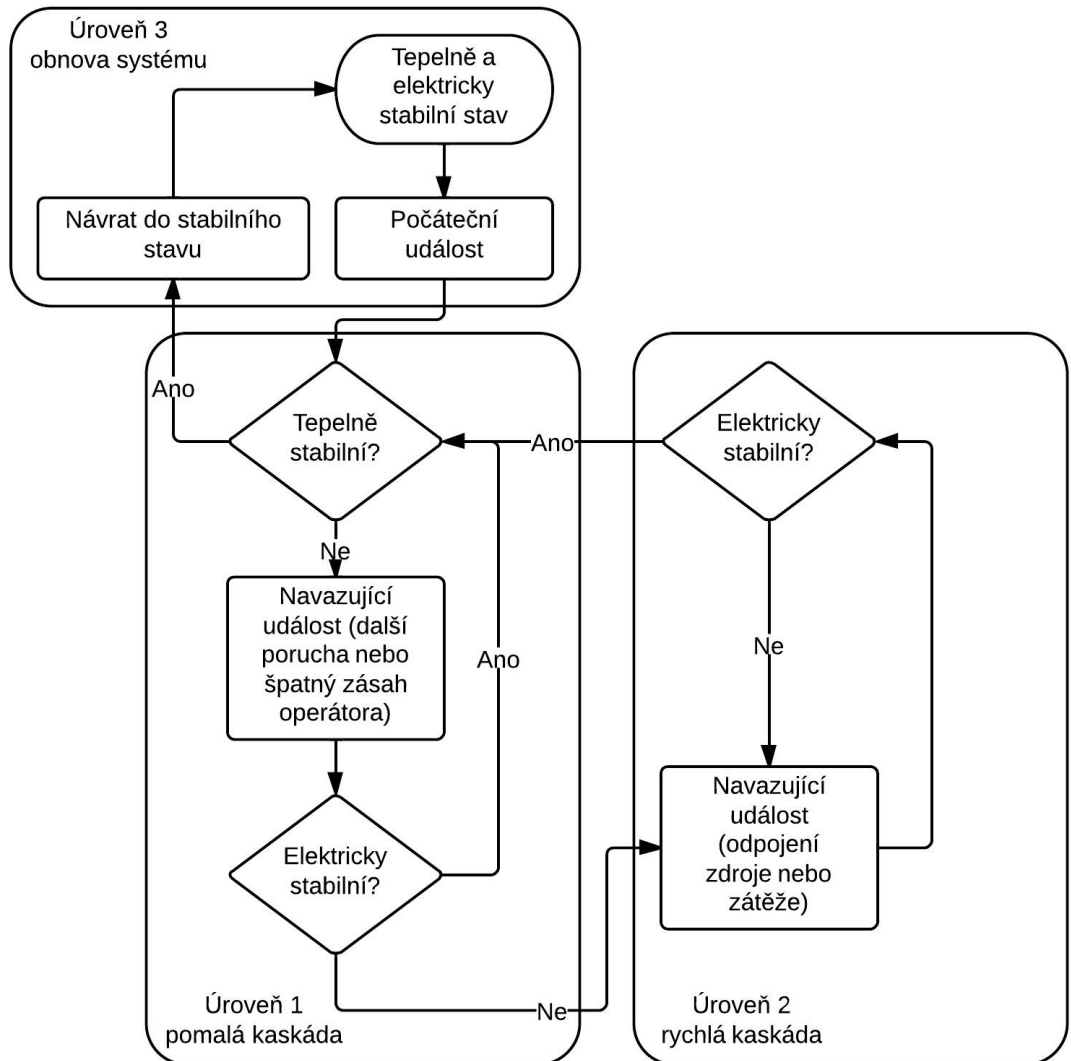 Úroveň 3
obnova systému
Tepelně a
elektricky
stabilní stav
Návrat do stabilního
stavu
Počáteční
událost
Ano
Tepelně
stabilní?
Ano
Elektricky
stabilní?
Ne
Navazující
událost (další
porucha nebo
špatný zásah
operátora)
Ano
Ne
Elektricky
stabilní?
Navazující
událost
(odpojení
zdroje nebo
zátěže)
Ne
Úroveň 1
pomalá kaskáda
Úroveň 2
rychlá kaskáda